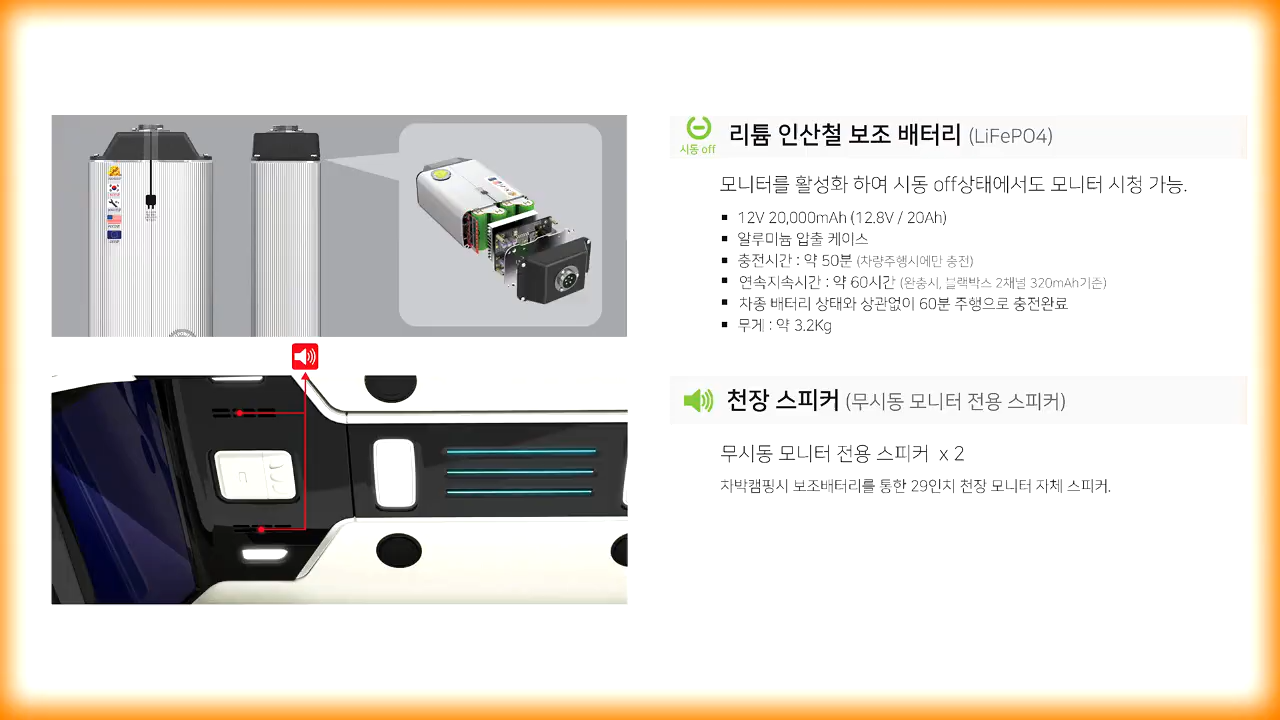 시동 off
리튬 인산철 보조 배터리 (LiFePO4)
모니터를 활성화 하여 시동 off상태에서도 모니터 시청 가능.
▪ 12V 20,000mAh (12.8V / 20Ah)
▪ 알루미늄 압출 케이스
▪ 충전시간 : 약 50분 (차량주행시에만 충전)
▪ 연속지속시간 : 약 60시간 (완충시, 블랙박스 2채널 320mAh기준)
▪ 차종 배터리 상태와 상관없이 60분 주행으로 충전완료
▪ 무게 : 약 3.2Kg
천장 스피커 (무시동 모니터 전용 스피커)
무시동 모니터 전용 스피커 x 2
차박캠핑시 보조배터리를 통한 29인치 천장 모니터 자체 스피커.